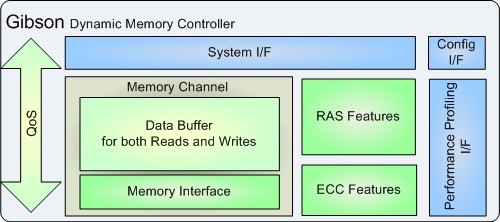 Gibson Dynamic Memory Controller
System I/F
Config
I/F
QoS
Memory Channel
Data Buffer
for both Reads and Writes
Memory Interface
RAS Features
ECC Features
Performance Profiling
I/F